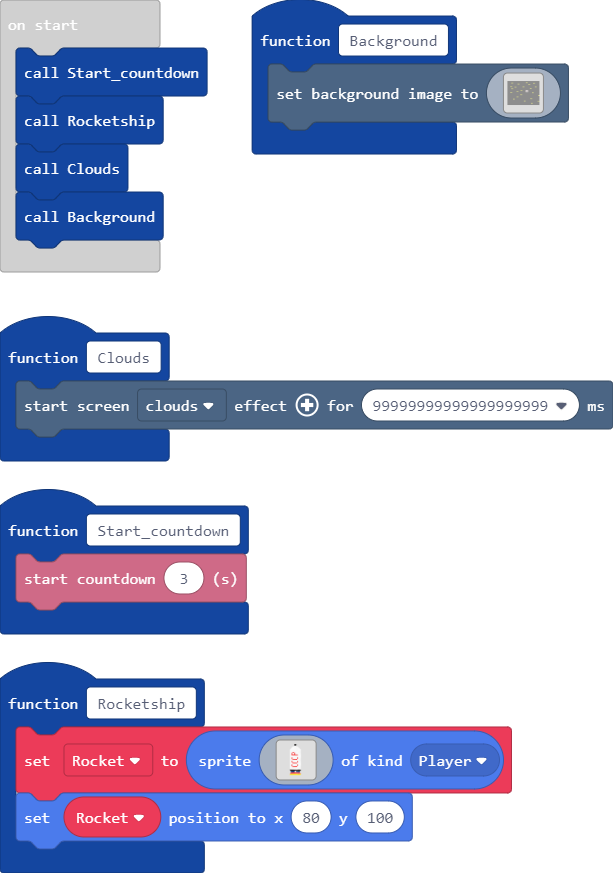 on start
call Start_countdown
call Rocketship
call Clouds
call Background
function Background
set background image to
function Clouds
start screen clouds effect for 99999999999999999999 ms
function Start_countdown
start countdown 3 (s)
function Rocketship
set Rocket to sprite CCCP of kind Player
set Rocket position to x 80 y 100